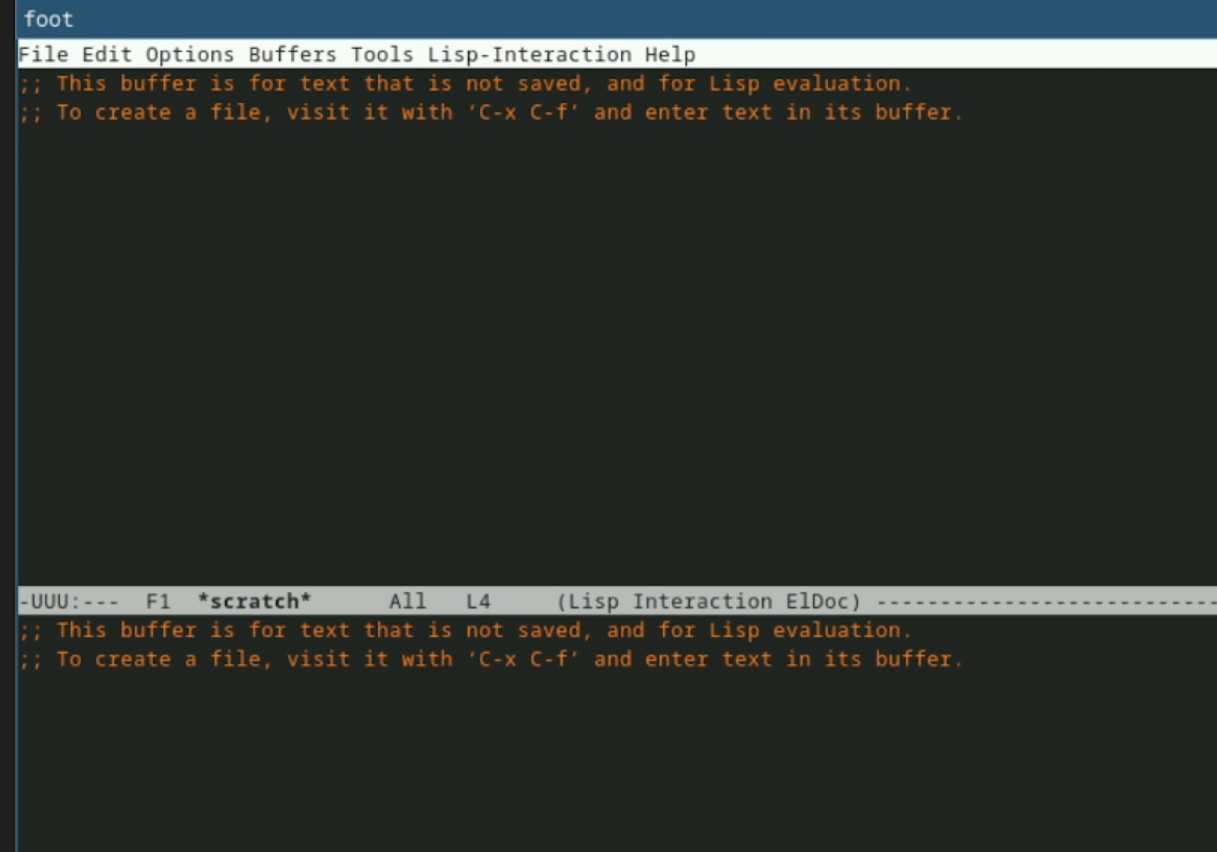 foot
File Edit Options Buffers Tools Lisp-Interaction Help
;; This buffer is for text that is not saved, and for Lisp evaluation.
;; To create a file, visit it with ‘C-x C-f’ and enter text in its buffer.
-UUU:---  F1  *scratch*      All   L4     (Lisp Interaction ElDoc) ---------------------------
;; This buffer is for text that is not saved, and for Lisp evaluation.
;; To create a file, visit it with ‘C-x C-f’ and enter text in its buffer.